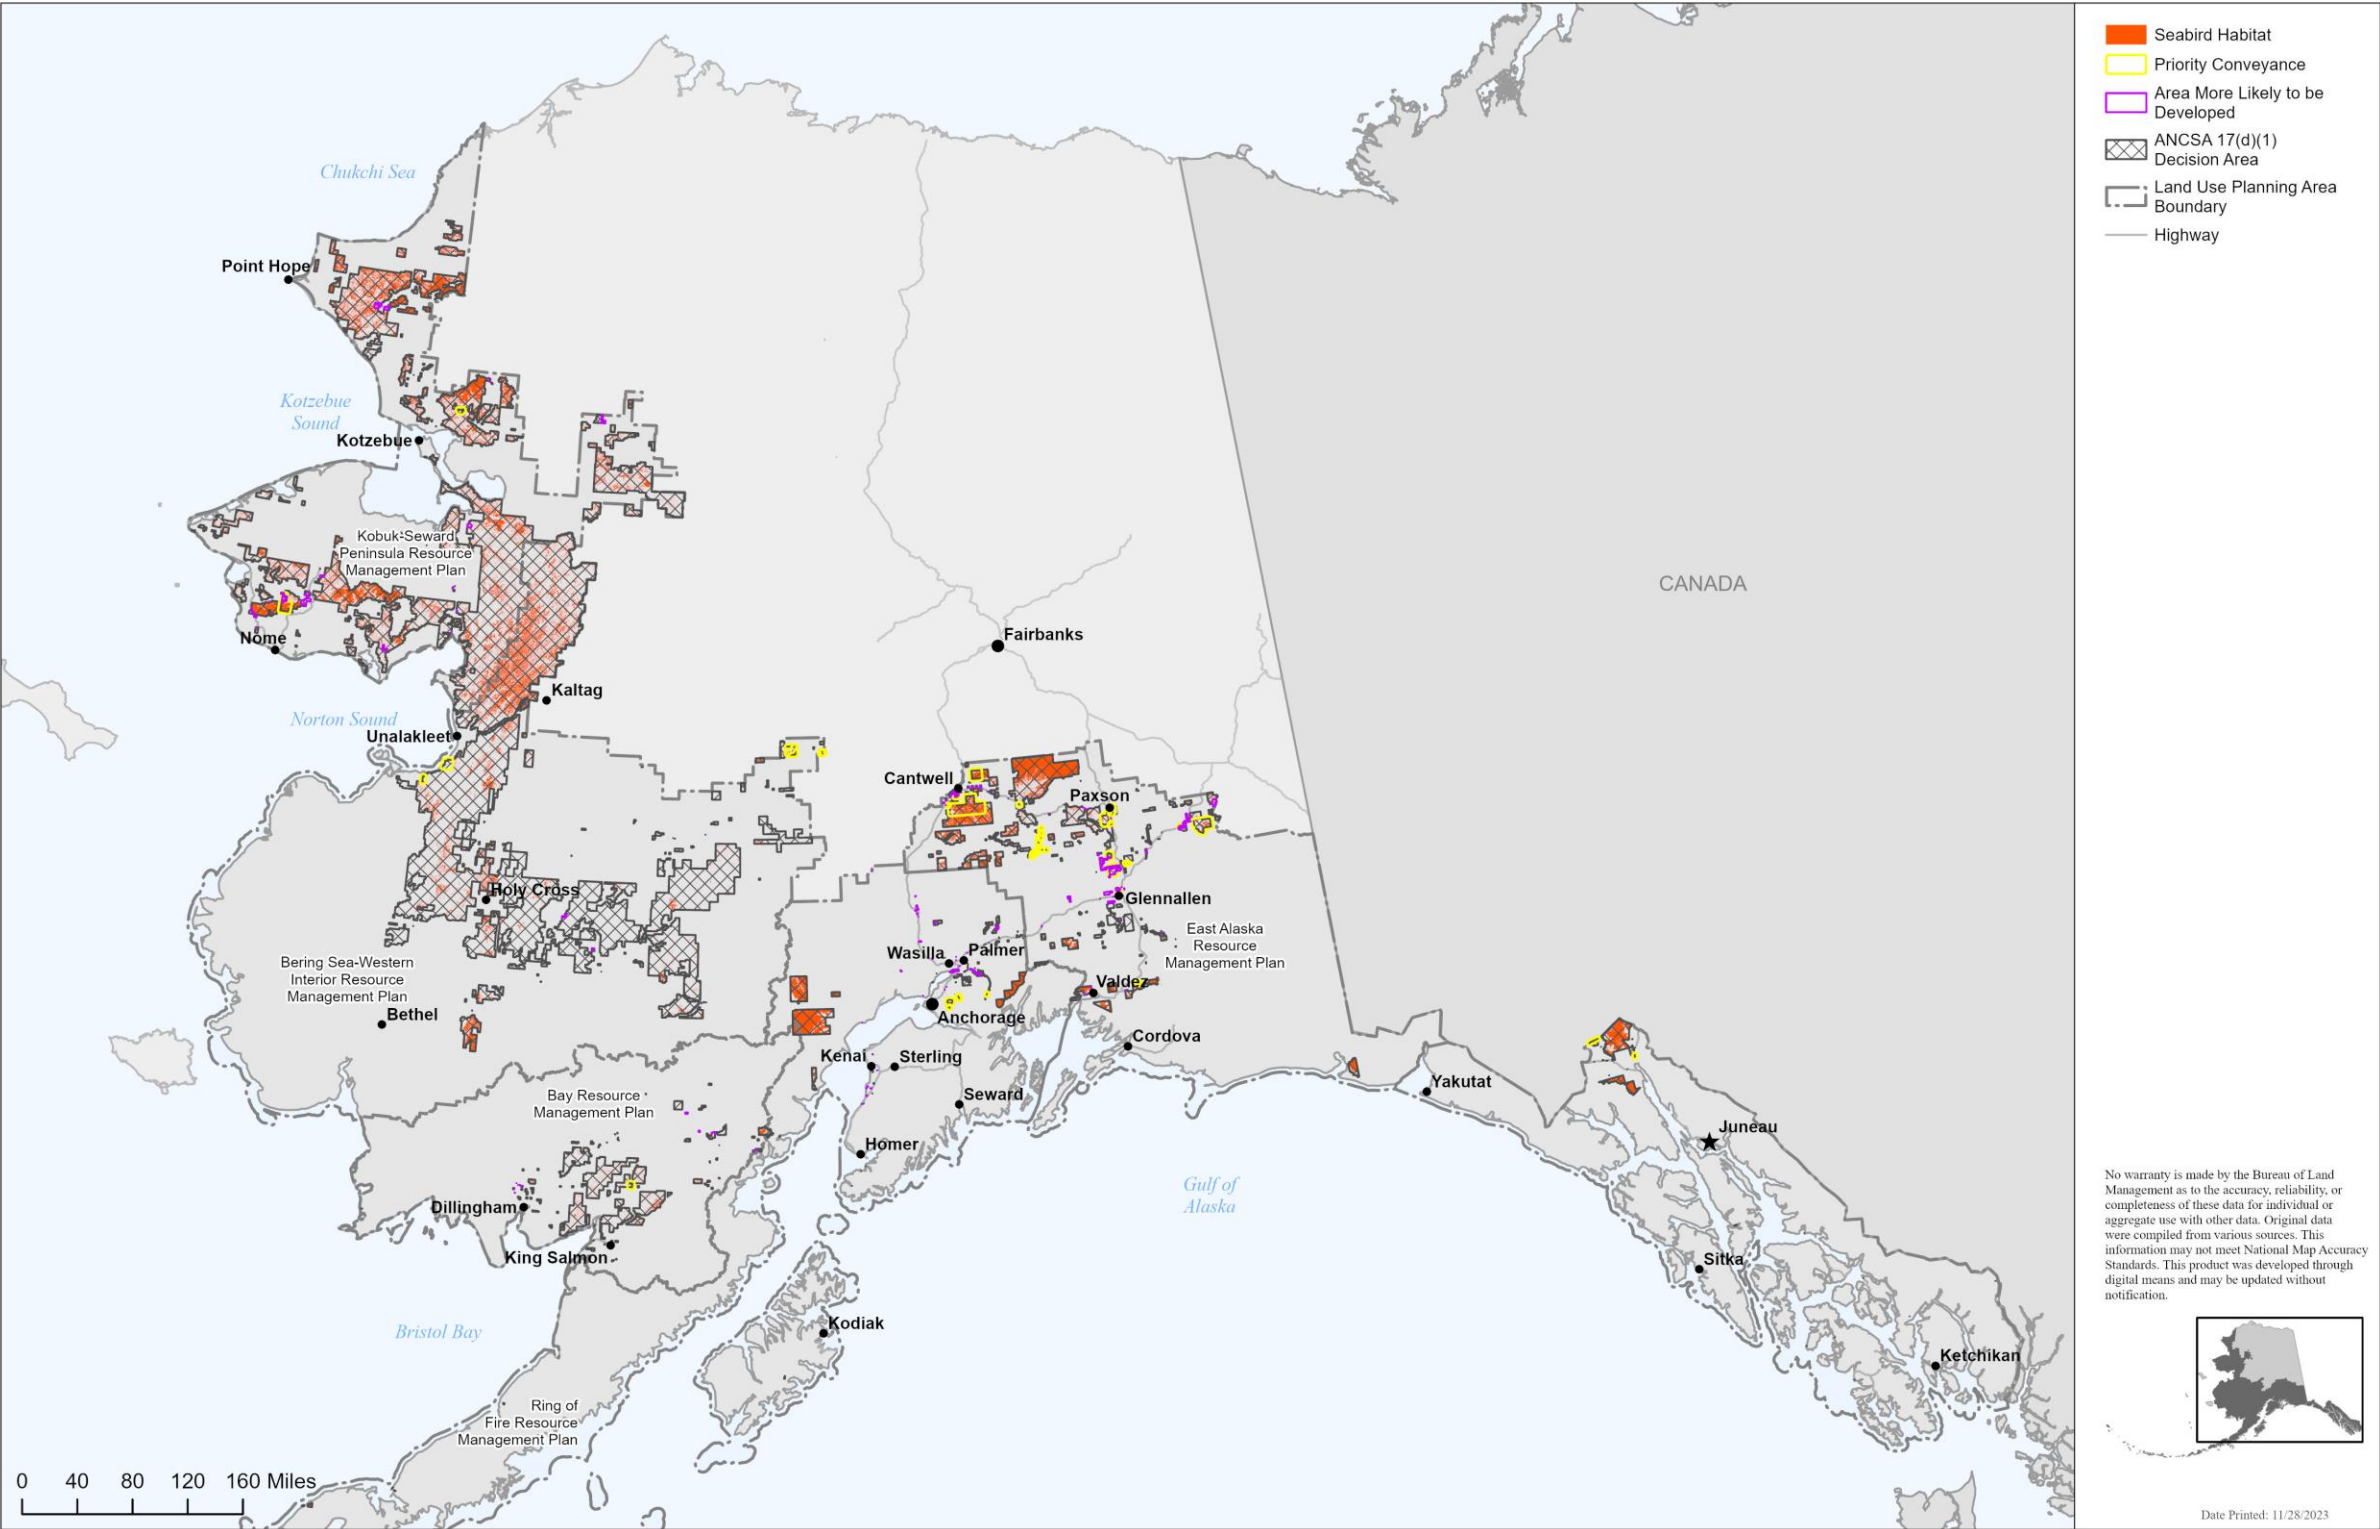 Chukchi Sea
Point Hope
Kotzebue
Sound
Kotzebue
Kobuk-Seward
Peninsula Resource
Management Plan
CANADA
Nome
Fairbanks
Kaltag
Norton Sound
Unalakleet
Cantwell
Paxson
Holy Cross
Glennallen
East Alaska
Resource
Management Plan
Wasilla
Palmer
Bering Sea-Western
Interior Resource
Management Plan
Valdez
Bethel
Anchorage
Cordova
Kenai
Sterling
Yakutat
Bay Resource
Management Plan
Seward
Juneau
Homer
Gulf of
Alaska
Dillingham
King Salmon
Sitka
Bristol Bay
Kodiak
Ketchikan
Ring of
Fire Resource
Management Plan
0 40 80 120 160 Miles
Seabird Habitat
Priority Conveyance
Area More Likely to be
Developed
ANCSA 17(d)(1)
Decision Area
Land Use Planning Area
Boundary
Highway
No warranty is made by the Bureau of Land
Management as to the accuracy, reliability, or
completeness of these data for individual or
aggregate use with other data. Original data
were compiled from various sources. This
information may not meet National Map Accuracy
Standards. This product was developed through
digital means and may be updated without
notification.
Date Printed: 11/28/2023